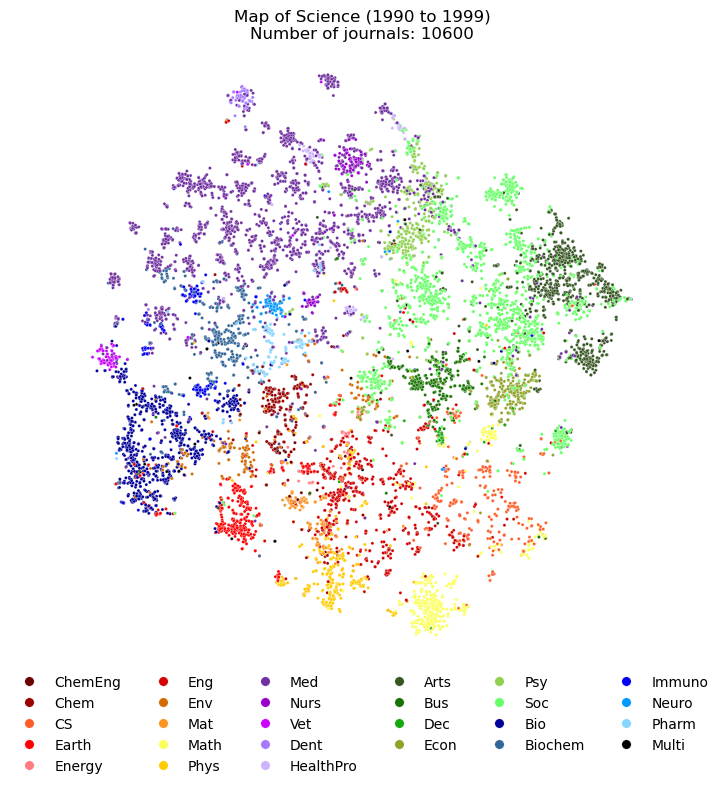 Map of Science (1990 to 1999)
Number of journals: 10600
ChemEng
Chem
CS
Earth
Energy
Eng
Env
Mat
Math
Phys
Med
Nurs
Vet
Dent
HealthPro
Arts
Bus
Dec
Econ
Psy
Soc
Bio
Biochem
Immuno
Neuro
Pharm
Multi